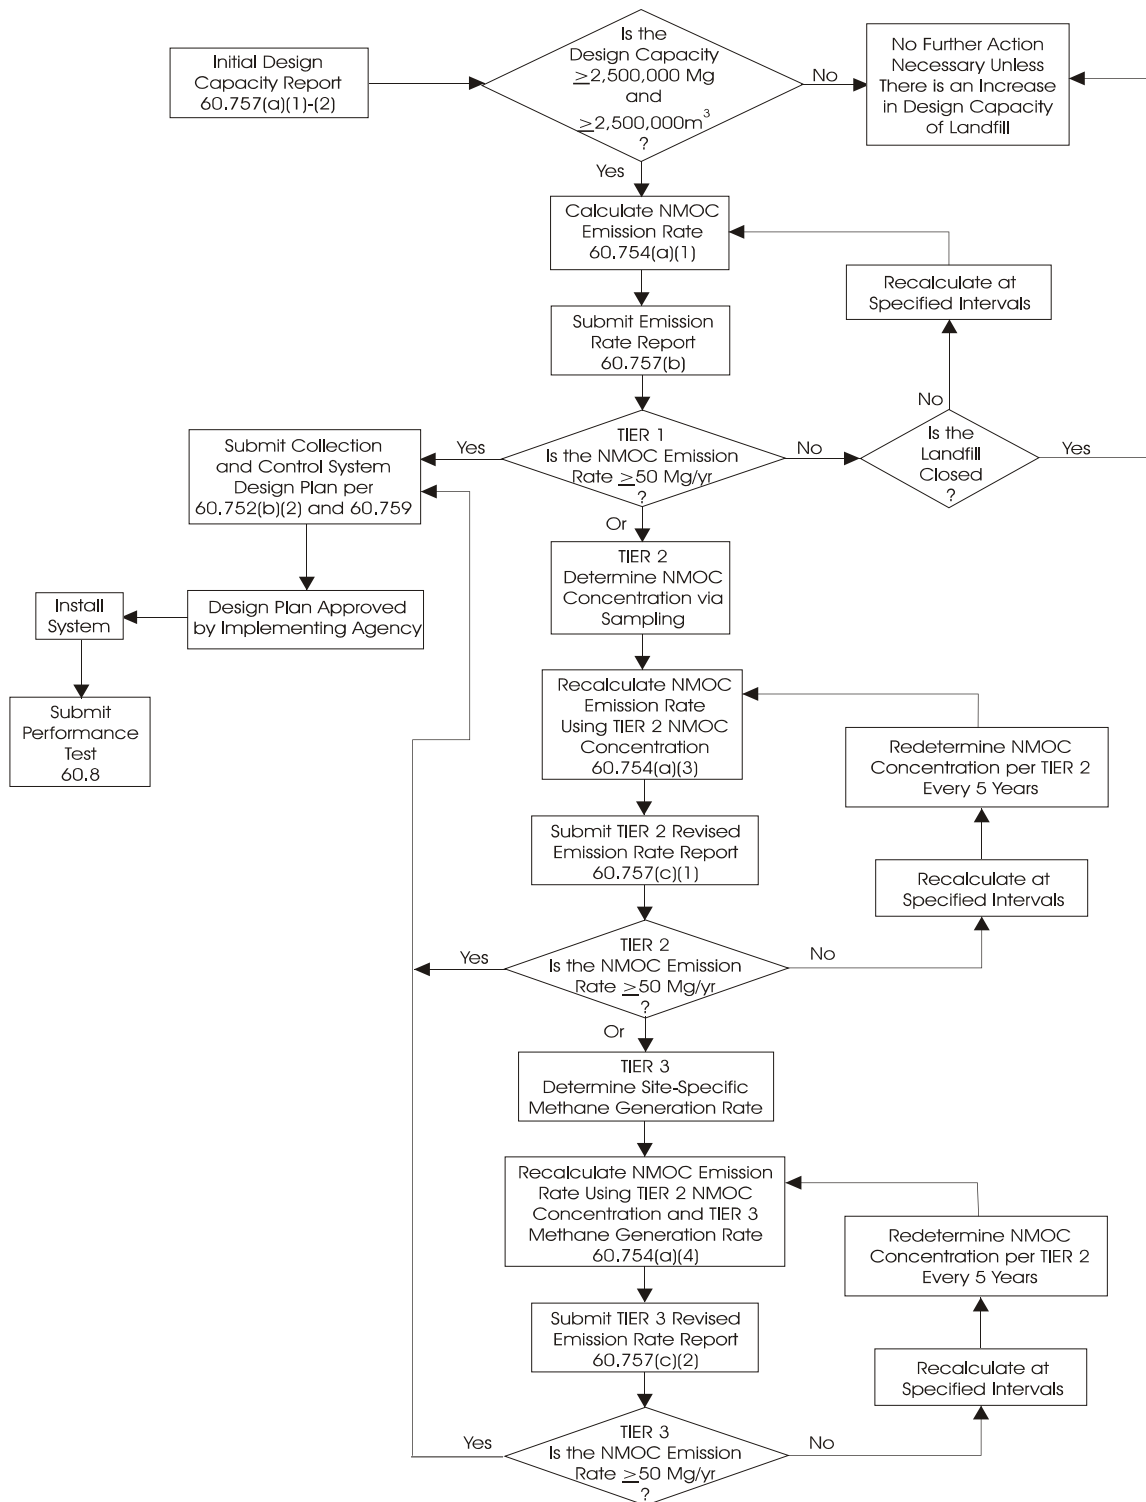 Initial Design
Capacity Report
60.757(a)(1)-(2)
Is the
Design Capacity
≥2,500,000 Mg
and
≥2,500,000m³
?
No
No Further Action
Necessary Unless
There is an Increase
in Design Capacity
of Landfill
Yes
Calculate NMOC
Emission Rate
60.754(a)(1)
Recalculate at
Specified Intervals
Submit Emission
Rate Report
60.757(b)
No
Submit Collection
and Control System
Design Plan per
60.752(b)(2) and 60.759
Yes
TIER 1
Is the NMOC Emission
Rate ≥50 Mg/yr
?
No
Is the
Landfill
Closed
?
Yes
Or
TIER 2
Determine NMOC
Concentration via
Sampling
Install
System
Design Plan Approved
by Implementing Agency
Submit
Performance
Test
60.8
Recalculate NMOC
Emission Rate
Using TIER 2 NMOC
Concentration
60.754(a)(3)
Redetermine NMOC
Concentration per TIER 2
Every 5 Years
Submit TIER 2 Revised
Emission Rate Report
60.757(c)(1)
Recalculate at
Specified Intervals
Yes
TIER 2
Is the NMOC Emission
Rate ≥50 Mg/yr
?
No
Or
TIER 3
Determine Site-Specific
Methane Generation Rate
Recalculate NMOC Emission
Rate Using TIER 2 NMOC
Concentration and TIER 3
Methane Generation Rate
60.754(a)(4)
Redetermine NMOC
Concentration per TIER 2
Every 5 Years
Submit TIER 3 Revised
Emission Rate Report
60.757(c)(2)
Recalculate at
Specified Intervals
Yes
TIER 3
Is the NMOC Emission
Rate ≥50 Mg/yr
?
No